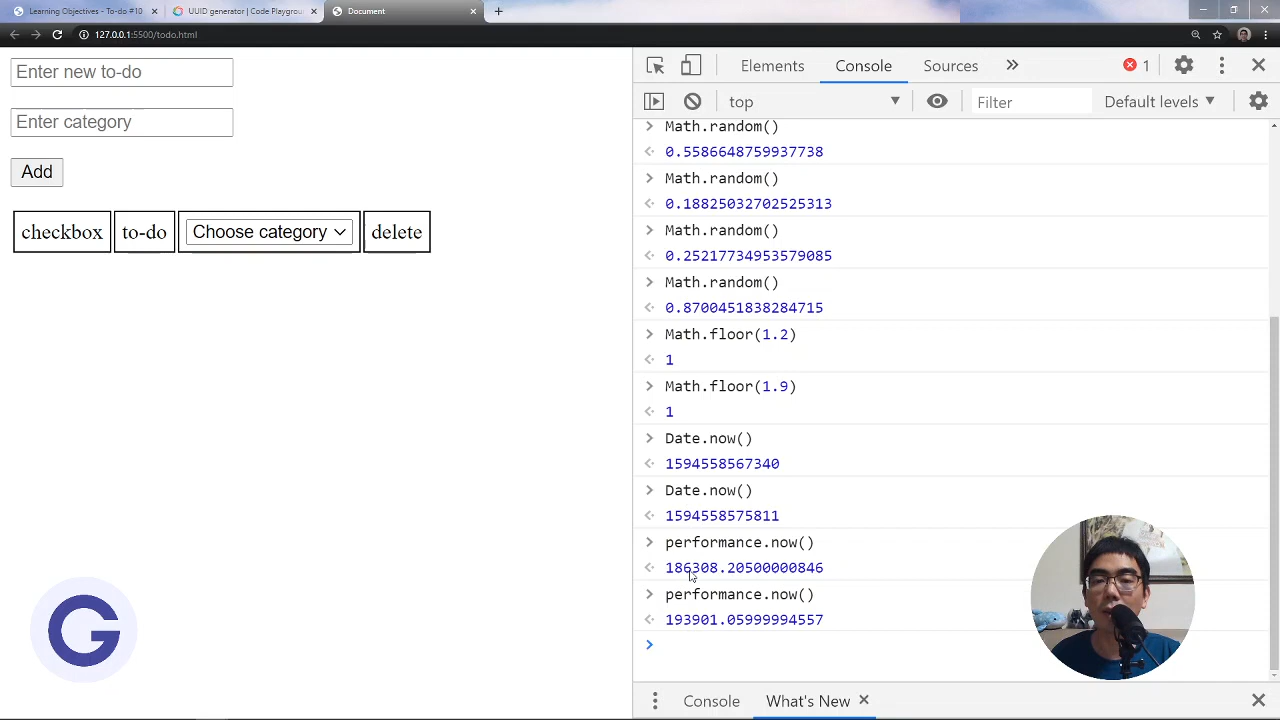 Learning Objectives - To-do #10
UUID generator | Code Playgroun
Document
127.0.0.1:5500/todo.html
Enter new to-do
Enter category
Add
checkbox
to-do
Choose category
delete
Elements
Console
Sources
1
top
Filter
Default levels
Math.random()
0.5586648759937738
Math.random()
0.18825032702525313
Math.random()
0.25217734953579085
Math.random()
0.8700451838284715
Math.floor(1.2)
1
Math.floor(1.9)
1
Date.now()
1594558567340
Date.now()
1594558575811
performance.now()
186308.20500000846
performance.now()
193901.05999994557
Console
What's New
G